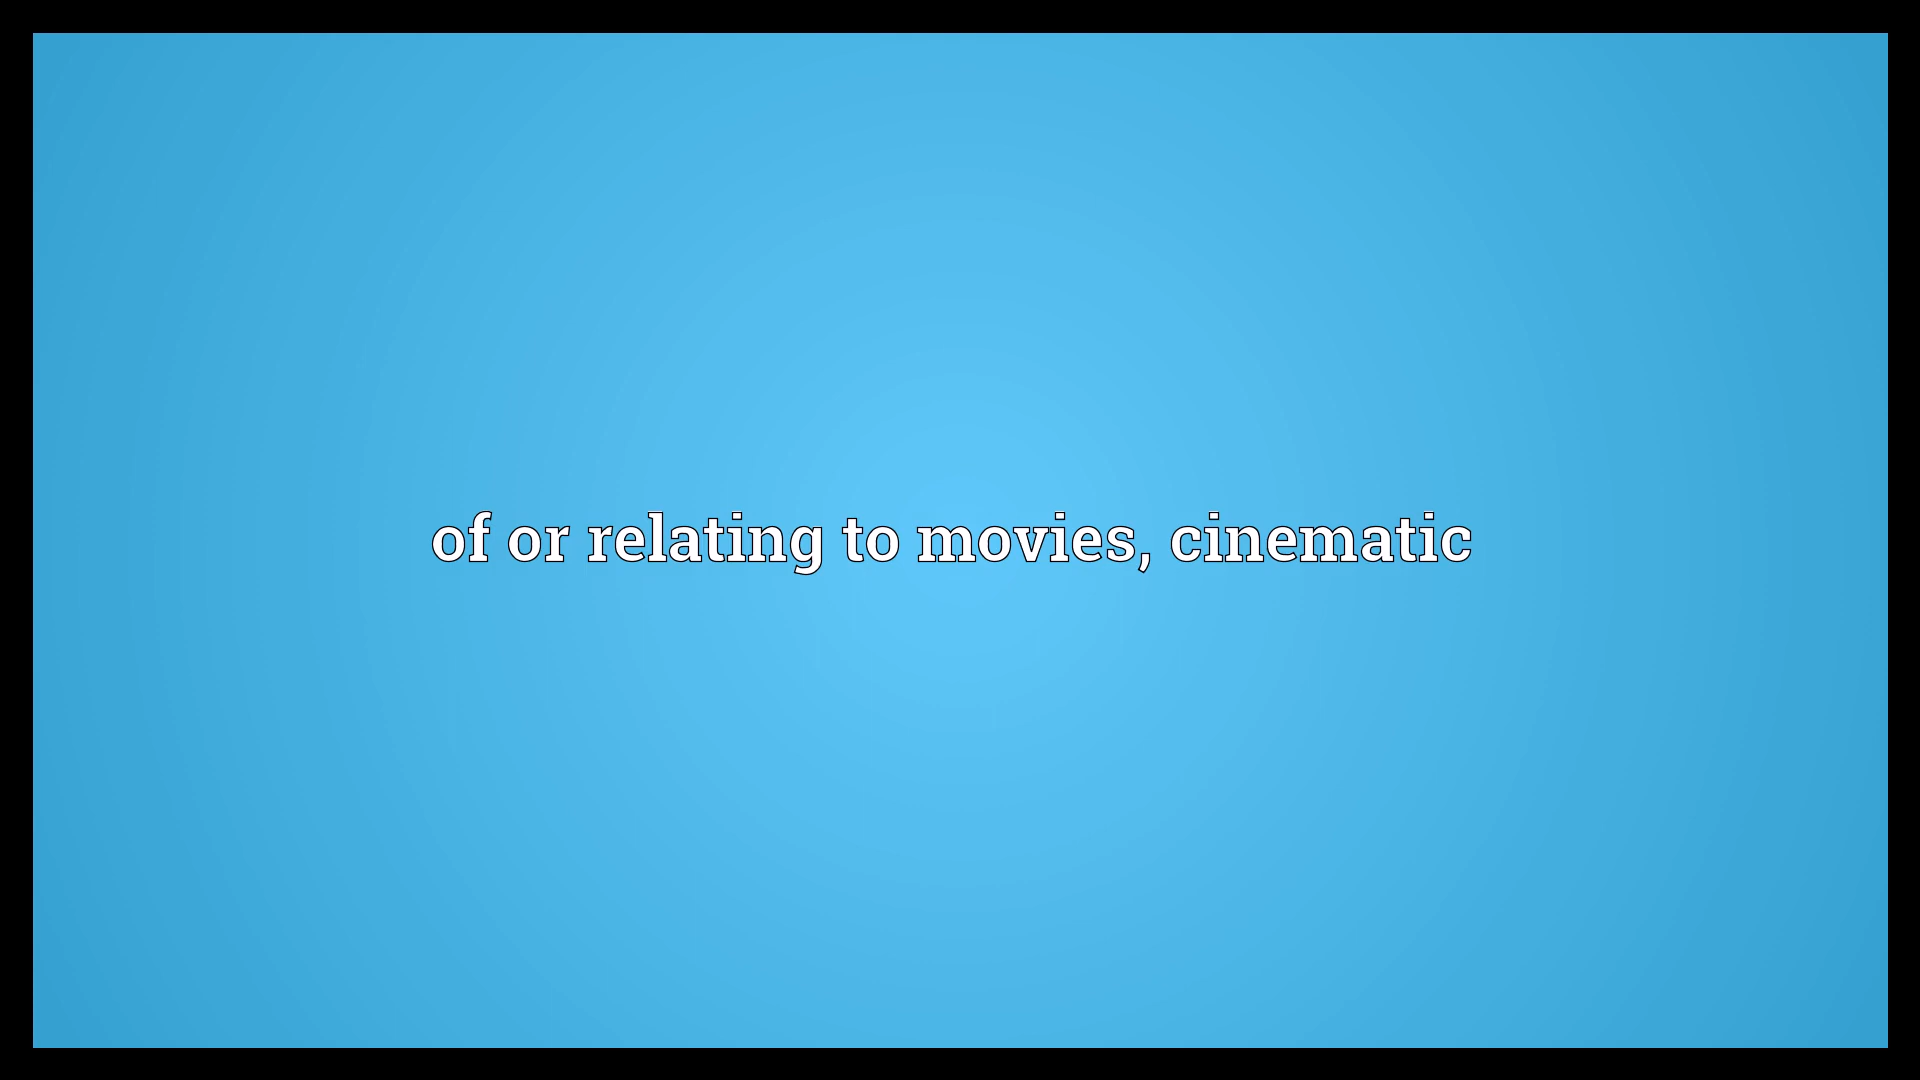 of or relating to movies, cinematic